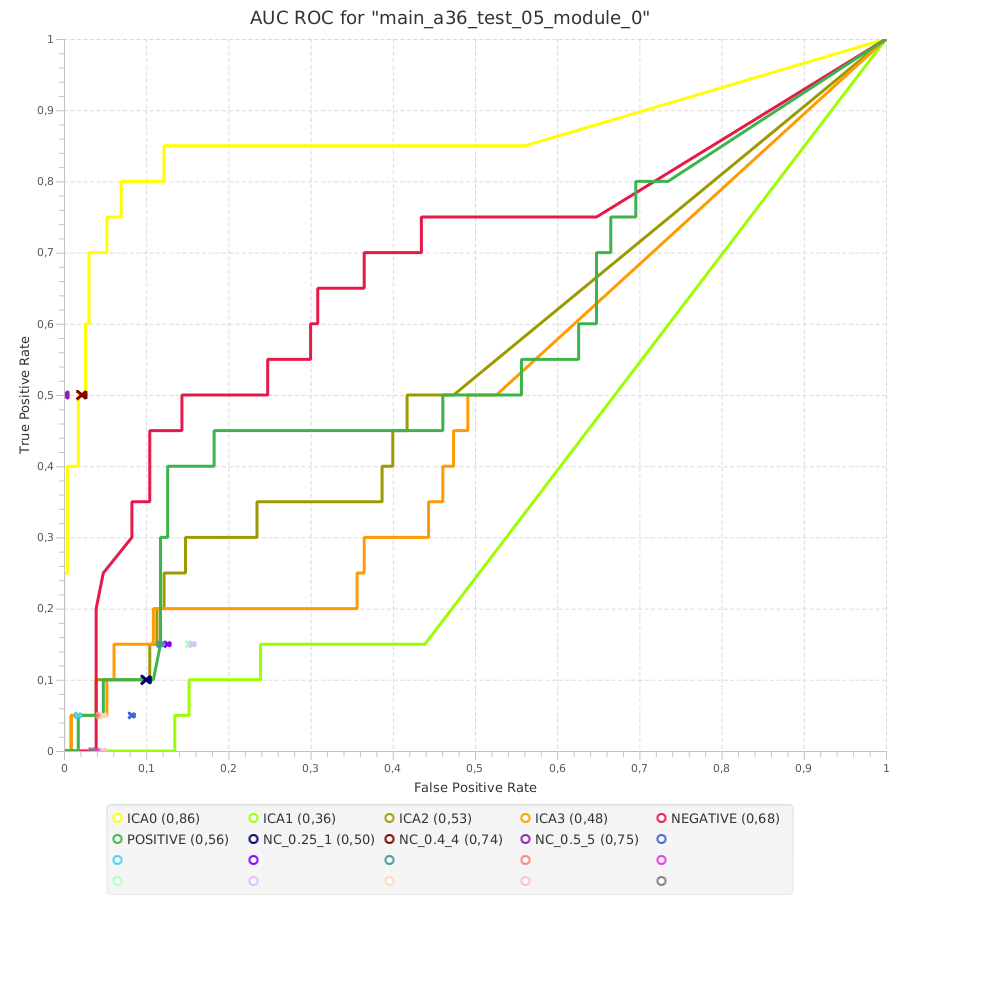 AUC ROC for "main_a36_test_05_module_0"
1
0,9
0,8
0,7
0,6
0,5
0,4
0,3
0,2
0,1
0
True Positive Rate
0 0,1 0,2 0,3 0,4 0,5 0,6 0,7 0,8 0,9 1
False Positive Rate
ICA0 (0,86) ICA1 (0,36) ICA2 (0,53) ICA3 (0,48) NEGATIVE (0,68)
POSITIVE (0,56) NC_0.25_1 (0,50) NC_0.4_4 (0,74) NC_0.5_5 (0,75)